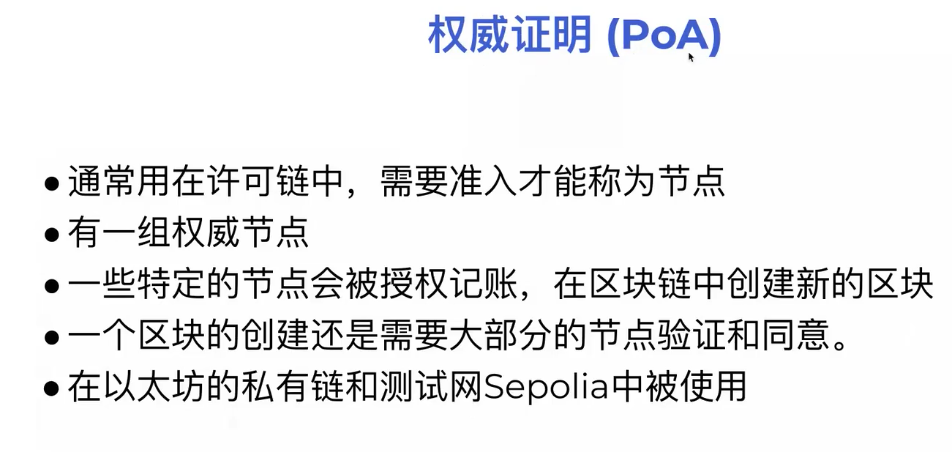 权威证明 (PoA)
●通常用在许可链中，需要准入才能称为节点
●有一组权威节点
●一些特定的节点会被授权记账，在区块链中创建新的区块
●一个区块的创建还是需要大部分的节点验证和同意。
●在以太坊的私有链和测试网Sepolia中被使用